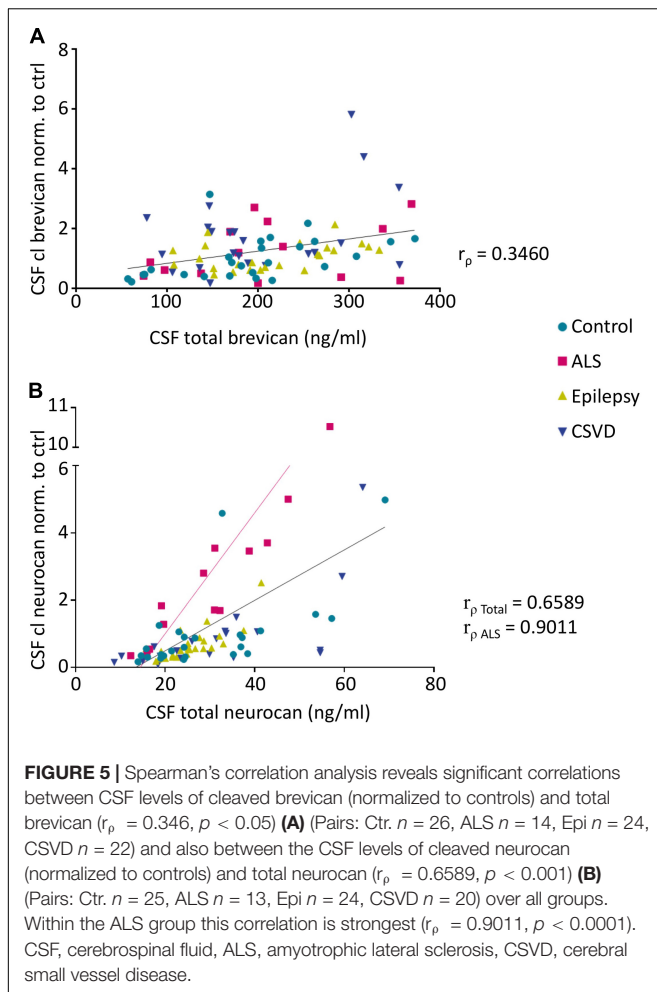 A
8
6
4
2
0
CSF cl brevican norm. to ctrl
0 100 200 300 400
CSF total brevican (ng/ml)
rρ = 0.3460
Control
ALS
Epilepsy
CSVD
B
11
10
6
4
2
0
CSF cl neurocan norm. to ctrl
0 20 40 60 80
CSF total neurocan (ng/ml)
rρ Total = 0.6589
rρ ALS = 0.9011
FIGURE 5 | Spearman's correlation analysis reveals significant correlations
between CSF levels of cleaved brevican (normalized to controls) and total
brevican (rρ = 0.346, p < 0.05) (A) (Pairs: Ctr. n = 26, ALS n = 14, Epi n = 24,
CSVD n = 22) and also between the CSF levels of cleaved neurocan
(normalized to controls) and total neurocan (rρ = 0.6589, p < 0.001) (B)
(Pairs: Ctr. n = 25, ALS n = 13, Epi n = 24, CSVD n = 20) over all groups.
Within the ALS group this correlation is strongest (rρ = 0.9011, p < 0.0001).
CSF, cerebrospinal fluid, ALS, amyotrophic lateral sclerosis, CSVD, cerebral
small vessel disease.